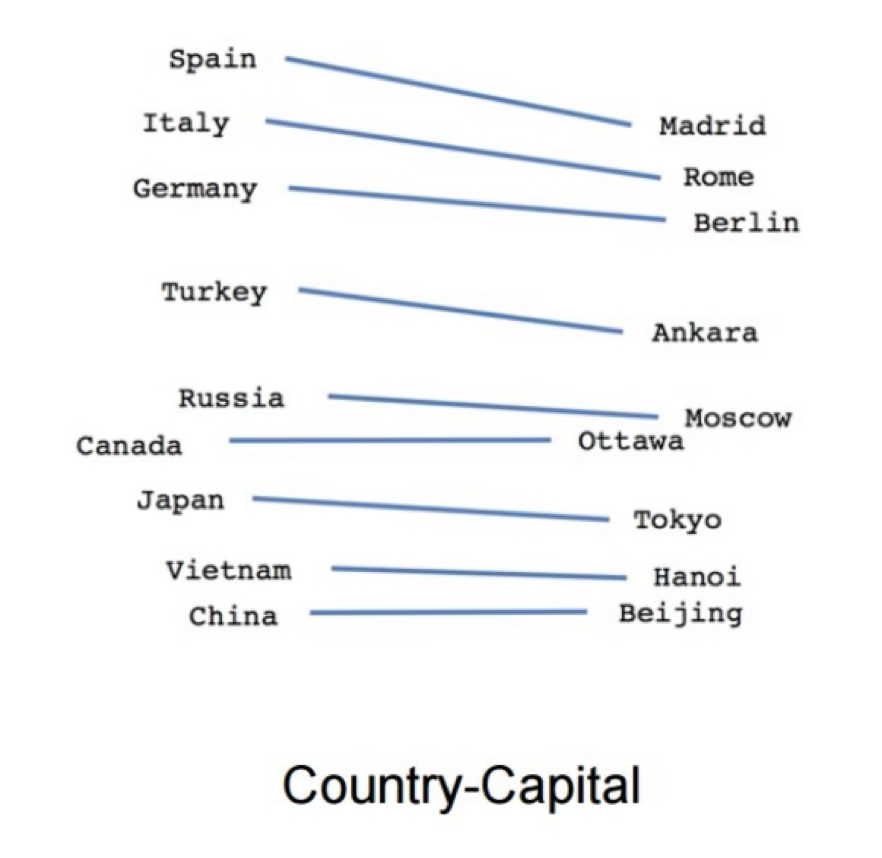 Spain Madrid
Italy Rome
Germany Berlin
Turkey Ankara
Russia Moscow
Canada Ottawa
Japan Tokyo
Vietnam Hanoi
China Beijing
Country-Capital